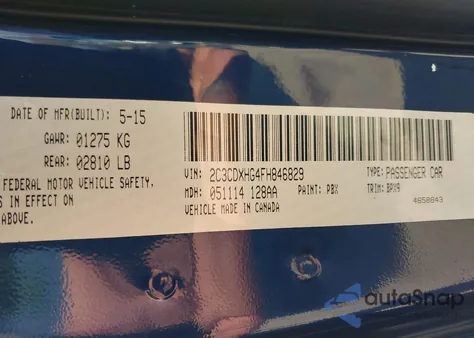 DATE OF MFR(BUILT): 5-15
GAWR: 01275 KG
REAR: 02810 LB
FEDERAL MOTOR VEHICLE SAFETY,
S IN EFFECT ON
ABOVE.
VIN: 2C3CDXHG4FH846829
TYPE: PASSENGER CAR
MDH: 051114 128AA
PAINT: PBX
TRIM: BPX9
VEHICLE MADE IN CANADA
4658843
autoSnap